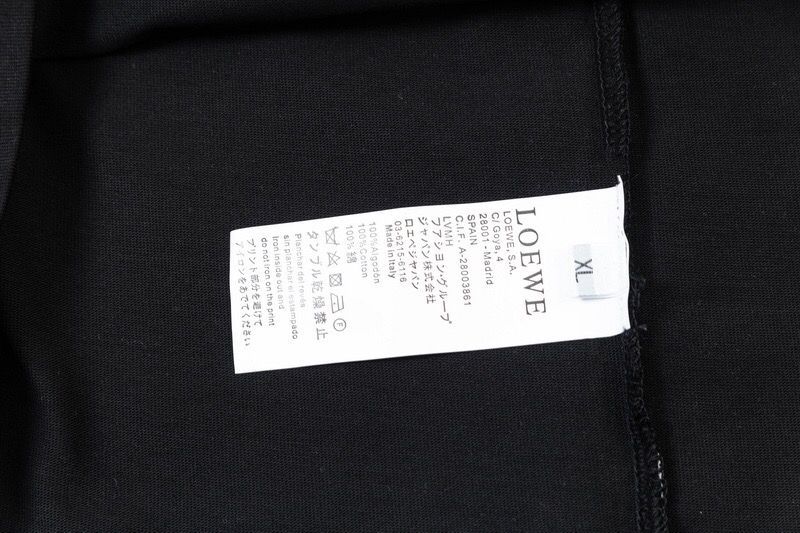 LOEWE
XL
LOEWE, S.A.
C/ Goya, 4
28001 - Madrid
SPAIN
C.I.F. A-28003861
LVMH
ファション・グループ
ジャパン株式会社
ロエベジャパン
03-6215-6116
Made in Italy
100%Algodón
100%Cotton
100%綿
タンブル乾燥禁止
Planchar del revés
sin planchar el estampado
Iron inside out and
do not iron on the print
プリント部分を避けて
アイロンをあててください